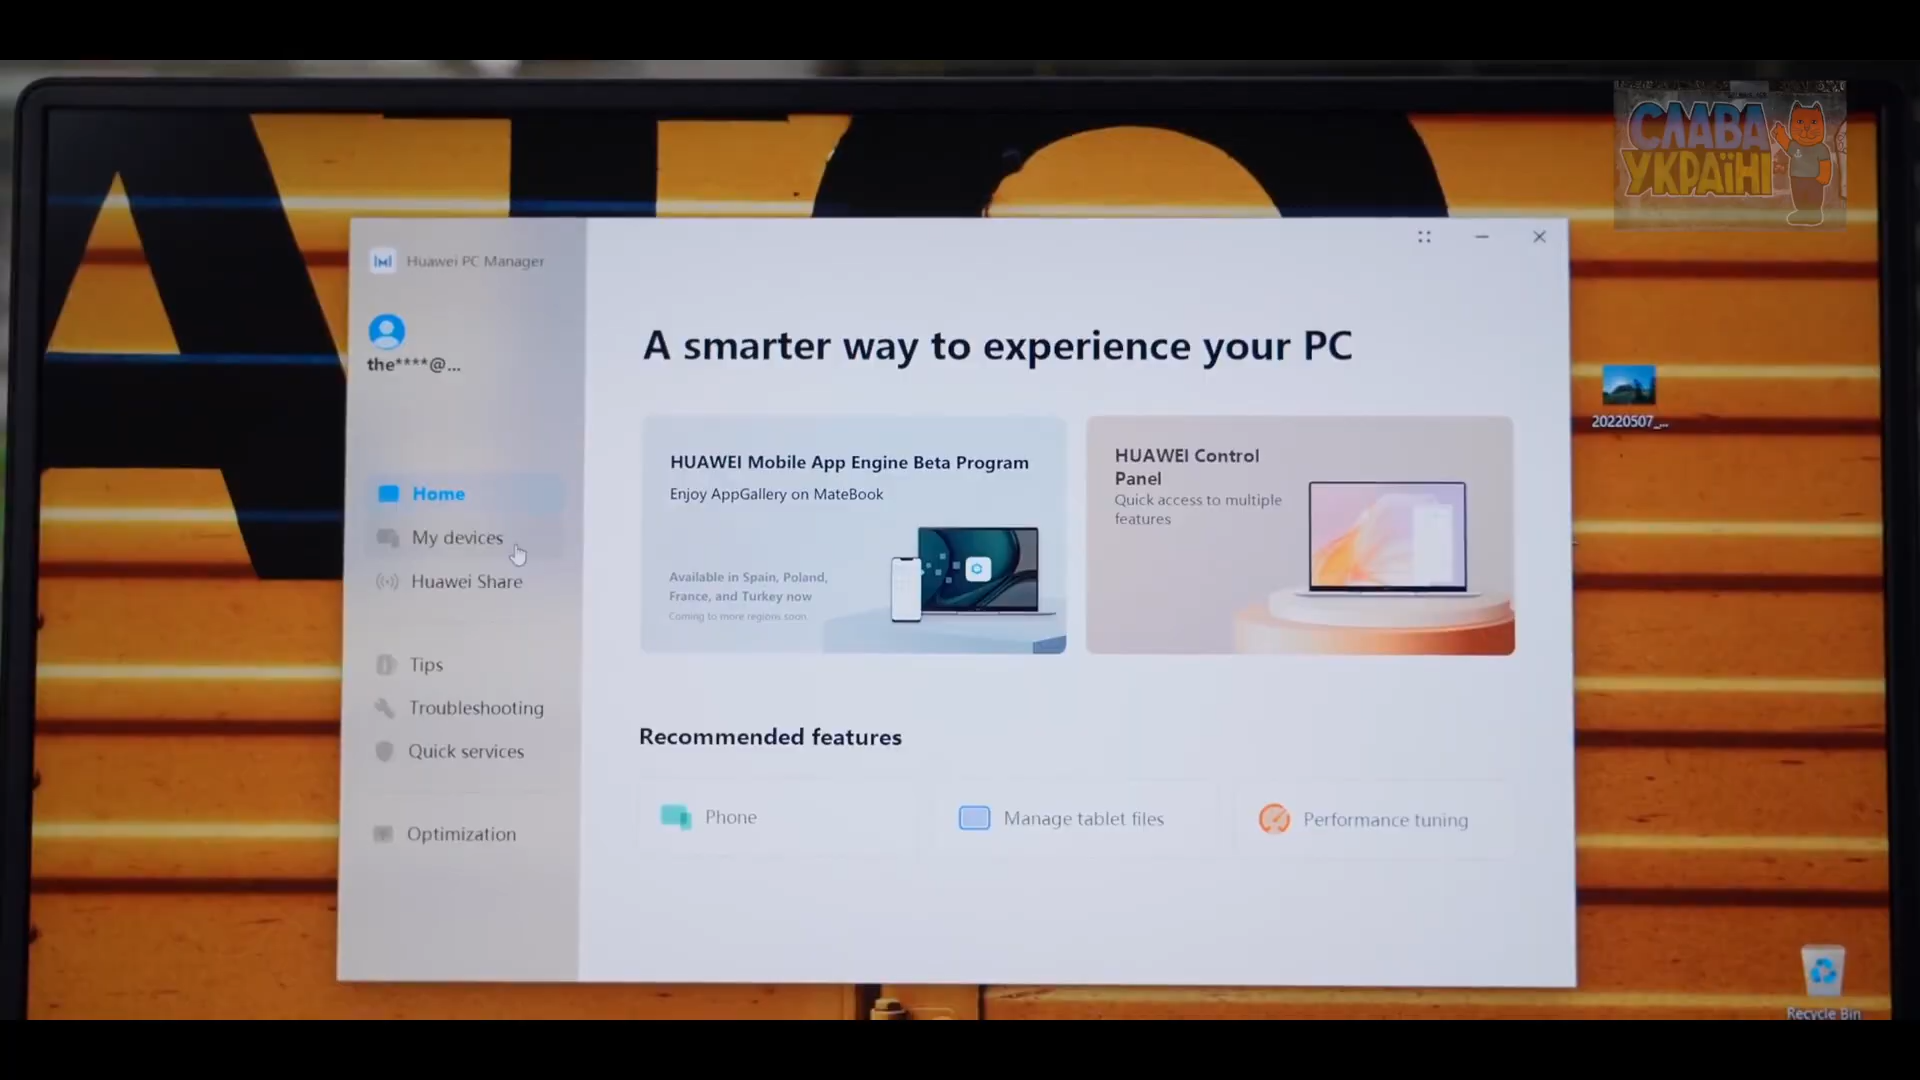 СЛАВА
УКРАЇНІ
Huawei PC Manager
the****@...
Home
My devices
Huawei Share
Tips
Troubleshooting
Quick services
Optimization
A smarter way to experience your PC
HUAWEI Mobile App Engine Beta Program
Enjoy AppGallery on MateBook
Available in Spain, Poland,
France, and Turkey now
Coming to more regions soon.
HUAWEI Control
Panel
Quick access to multiple
features
Recommended features
Phone
Manage tablet files
Performance tuning
20220507_...
Recycle Bin